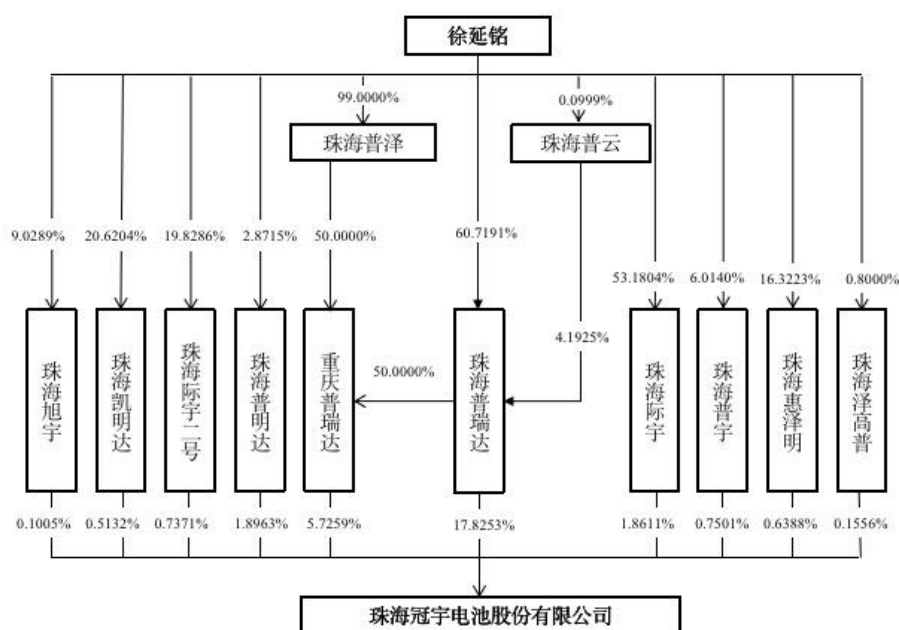 徐延铭
99.0000%
0.0999%
珠海普泽
珠海普云
9.0289%
20.6204%
19.8286%
2.8715%
50.0000%
60.7191%
53.1804%
6.0140%
16.3223%
0.8000%
4.1925%
50.0000%
珠海旭宇
珠海凯明达
珠海际宇二号
珠海普明达
重庆普瑞达
珠海普瑞达
珠海际宇
珠海普宇
珠海惠泽明
珠海泽高普
0.1005%
0.5132%
0.7371%
1.8963%
5.7259%
17.8253%
1.8611%
0.7501%
0.6388%
0.1556%
珠海冠宇电池股份有限公司